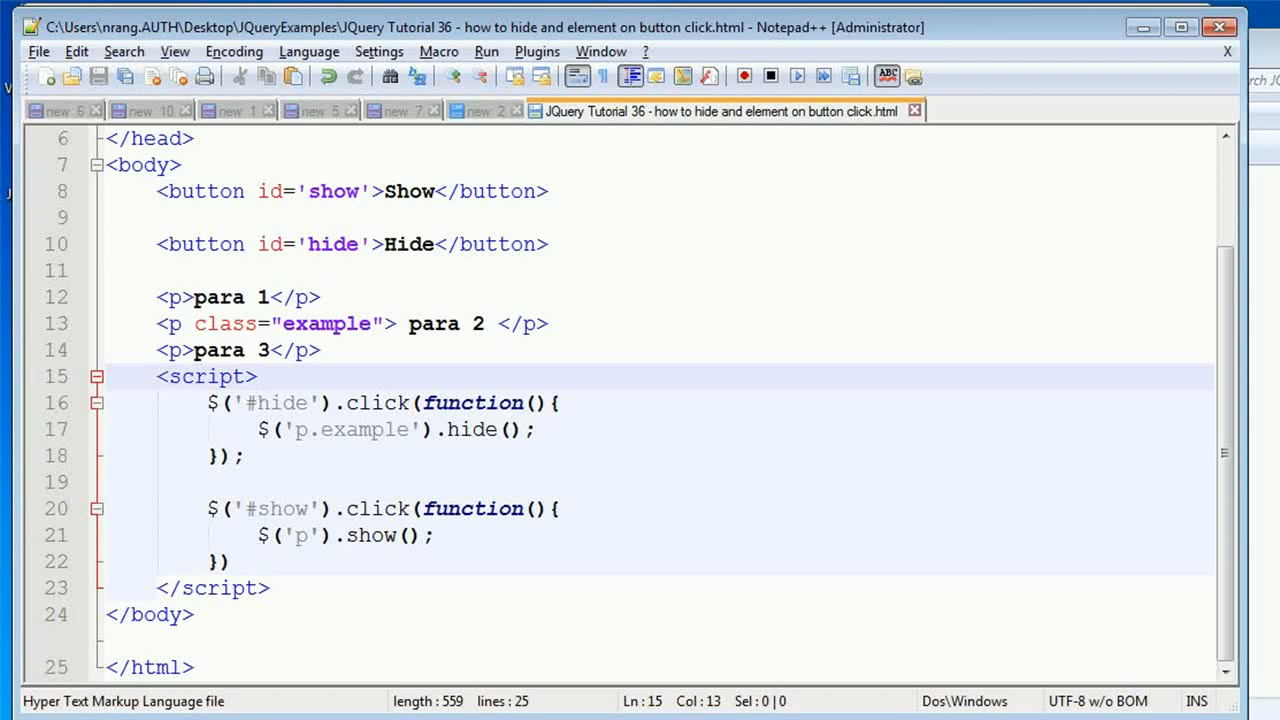 C:\Users\nrang.AUTH\Desktop\JQueryExamples\JQuery Tutorial 36 - how to hide and element on button click.html - Notepad++ [Administrator]
File Edit Search View Encoding Language Settings Macro Run Plugins Window ? X
new 6 new 10 new 1 new 5 new 7 new 2 JQuery Tutorial 36 - how to hide and element on button click.html
6 </head>
7 <body>
8 <button id='show'>Show</button>
9
10 <button id='hide'>Hide</button>
11
12 <p>para 1</p>
13 <p class="example"> para 2 </p>
14 <p>para 3</p>
15 <script>
16 $('#hide').click(function(){
17 $('p.example').hide();
18 });
19
20 $('#show').click(function(){
21 $('p').show();
22 })
23 </script>
24 </body>
25 </html>
Hyper Text Markup Language file length : 559 lines : 25 Ln : 15 Col : 13 Sel : 0 | 0 Dos\Windows UTF-8 w/o BOM INS